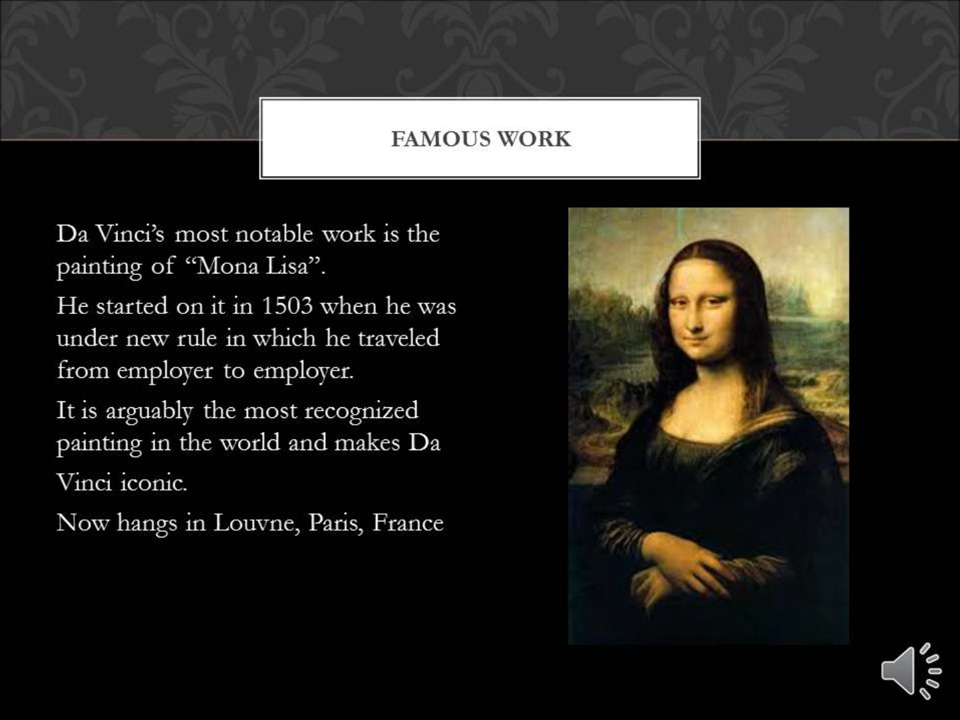 FAMOUS WORK
Da Vinci’s most notable work is the
painting of “Mona Lisa”.
He started on it in 1503 when he was
under new rule in which he traveled
from employer to employer.
It is arguably the most recognized
painting in the world and makes Da
Vinci iconic.
Now hangs in Louvne, Paris, France